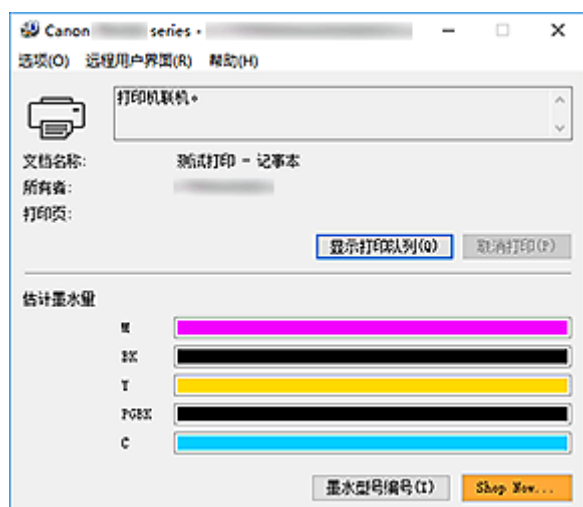 Canon series -
选项(O) 远程用户界面(R) 帮助(H)
打印机联机。
文档名称: 测试打印 - 记事本
所有者:
打印页:
显示打印队列(Q) 取消打印(P)
估计墨水量
M
BK
Y
PGBK
C
墨水型号编号(I) Shop Now...